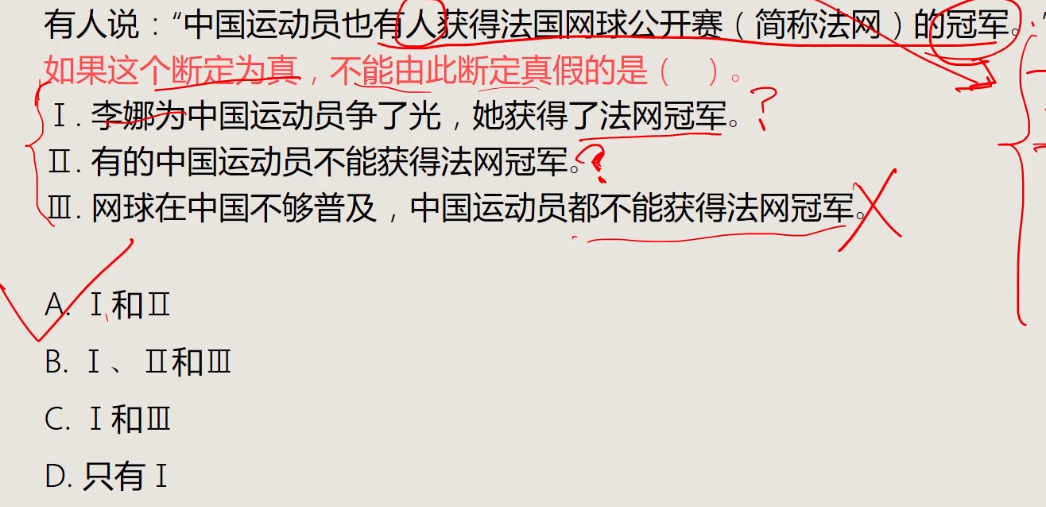 有人说：“中国运动员也有人获得法国网球公开赛（简称法网）的冠军。”
如果这个断定为真，不能由此断定真假的是（ ）。
Ⅰ. 李娜为中国运动员争了光，她获得了法网冠军。?
Ⅱ. 有的中国运动员不能获得法网冠军。?
Ⅲ. 网球在中国不够普及，中国运动员都不能获得法网冠军。
A. Ⅰ和Ⅱ
B. Ⅰ、Ⅱ和Ⅲ
C. Ⅰ和Ⅲ
D. 只有Ⅰ